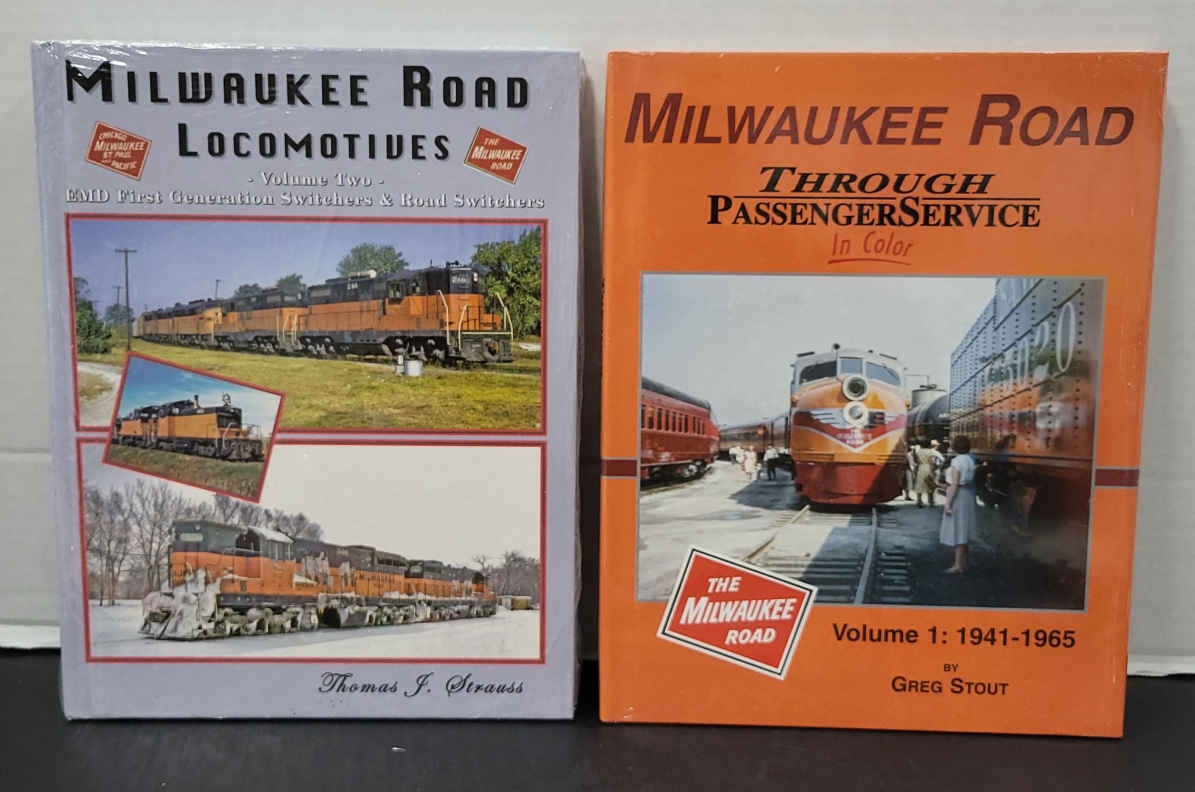 MILWAUKEE ROAD
LOCOMOTIVES
CHICAGO
MILWAUKEE
ST. PAUL
AND PACIFIC
THE
MILWAUKEE
ROAD
- Volume Two -
EMD First Generation Switchers & Road Switchers
Thomas J. Strauss
MILWAUKEE ROAD
THROUGH
PASSENGERSERVICE
In Color
THE
MILWAUKEE
ROAD
Volume 1: 1941-1965
BY
GREG STOUT